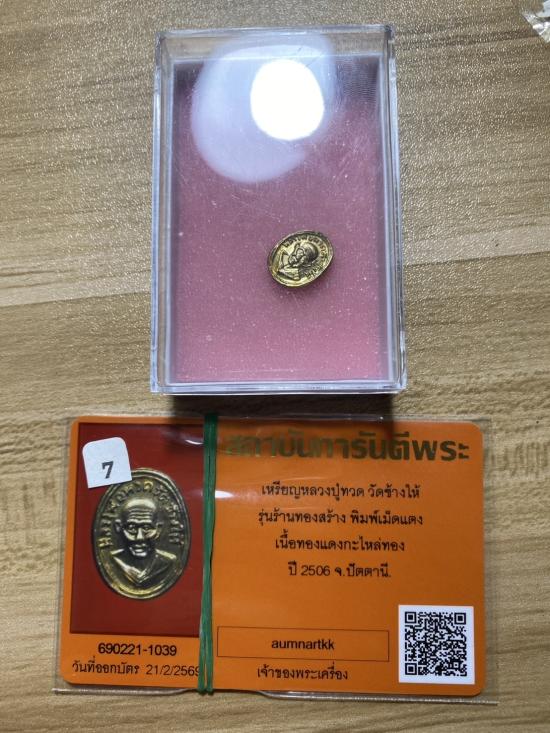 สถาบันการันตีพระ
7
เหรียญหลวงปู่ทวด วัดช้างให้
รุ่นร้านทองสร้าง พิมพ์เม็ดแตง
เนื้อทองแดงกะไหล่ทอง
ปี 2506 จ.ปัตตานี.
690221-1039
aumnartkk
วันที่ออกบัตร 21/2/2569
เจ้าของพระเครื่อง